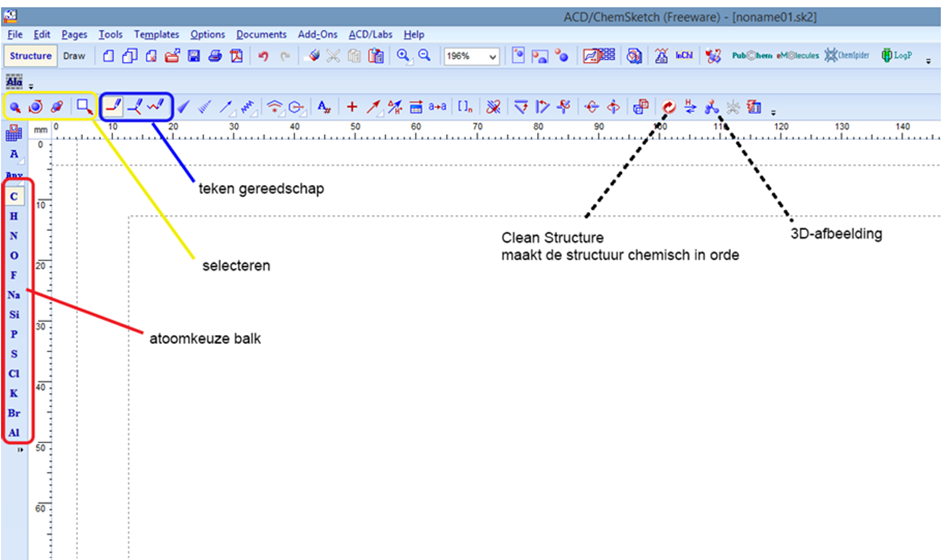 ACD/ChemSketch (Freeware) - [noname01.sk2]
File Edit Pages Tools Templates Options Documents Add-Ons ACD/Labs Help
Structure Draw 196% InChI PubChem eMolecules ChemSpider LogP
Ala
A# a→a [ ]n H
mm 0 10 20 30 40 50 60 70 80 90 100 110 120 130 140
0
A
Any
teken gereedschap
C
10
H
Clean Structure
3D-afbeelding
N
maakt de structuur chemisch in orde
O
20
selecteren
F
Na
Si
30
P
atoomkeuze balk
S
Cl
40
K
Br
Al
50
60